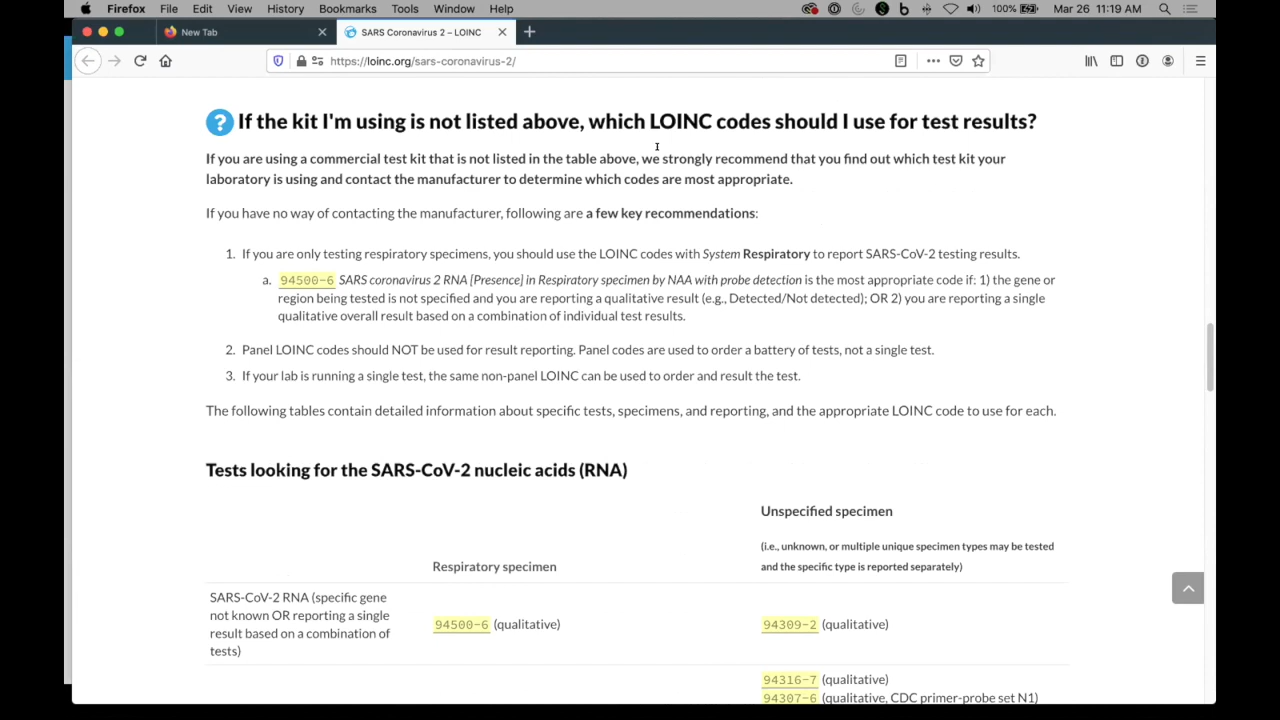 Firefox File Edit View History Bookmarks Tools Window Help 100% Mar 26 11:19 AM
New Tab SARS Coronavirus 2 – LOINC
https://loinc.org/sars-coronavirus-2/
If the kit I'm using is not listed above, which LOINC codes should I use for test results?
If you are using a commercial test kit that is not listed in the table above, we strongly recommend that you find out which test kit your
laboratory is using and contact the manufacturer to determine which codes are most appropriate.
If you have no way of contacting the manufacturer, following are a few key recommendations:
1. If you are only testing respiratory specimens, you should use the LOINC codes with System Respiratory to report SARS-CoV-2 testing results.
a. 94500-6 SARS coronavirus 2 RNA [Presence] in Respiratory specimen by NAA with probe detection is the most appropriate code if: 1) the gene or
region being tested is not specified and you are reporting a qualitative result (e.g., Detected/Not detected); OR 2) you are reporting a single
qualitative overall result based on a combination of individual test results.
2. Panel LOINC codes should NOT be used for result reporting. Panel codes are used to order a battery of tests, not a single test.
3. If your lab is running a single test, the same non-panel LOINC can be used to order and result the test.
The following tables contain detailed information about specific tests, specimens, and reporting, and the appropriate LOINC code to use for each.
Tests looking for the SARS-CoV-2 nucleic acids (RNA)
Unspecified specimen
(i.e., unknown, or multiple unique specimen types may be tested
and the specific type is reported separately)
Respiratory specimen
SARS-CoV-2 RNA (specific gene
not known OR reporting a single
result based on a combination of
tests)
94500-6 (qualitative)
94309-2 (qualitative)
94316-7 (qualitative)
94307-6 (qualitative, CDC primer-probe set N1)